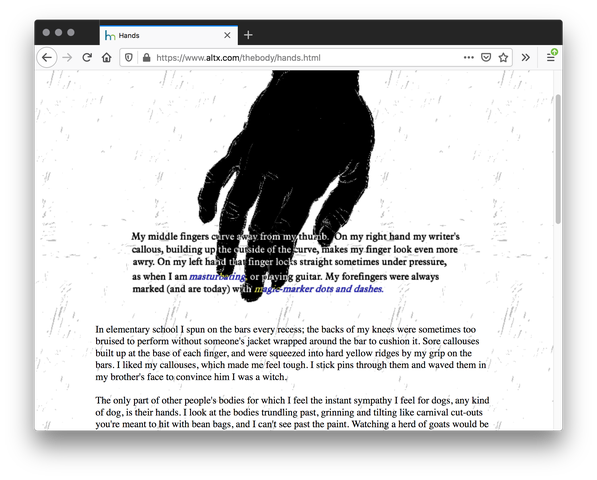 Hands
https://www.altx.com/thebody/hands.html
My middle fingers curve away from my thumb. On my right hand my writer's
callous, building up the outside of the curve, makes my finger look even more
awry. On my left hand that finger locks straight sometimes under pressure,
as when I am masturbating, or playing guitar. My forefingers were always
marked (and are today) with magic-marker dots and dashes.
In elementary school I spun on the bars every recess; the backs of my knees were sometimes too
bruised to perform without someone's jacket wrapped around the bar to cushion it. Sore callouses
built up at the base of each finger, and were squeezed into hard yellow ridges by my grip on the
bars. I liked my callouses, which made me feel tough. I stick pins through them and waved them in
my brother's face to convince him I was a witch.
The only part of other people's bodies for which I feel the instant sympathy I feel for dogs, any kind
of dog, is their hands. I look at the bodies trundling past, grinning and tilting like carnival cut-outs
you're meant to hit with bean bags, and I can't see past the paint. Watching a herd of goats would be